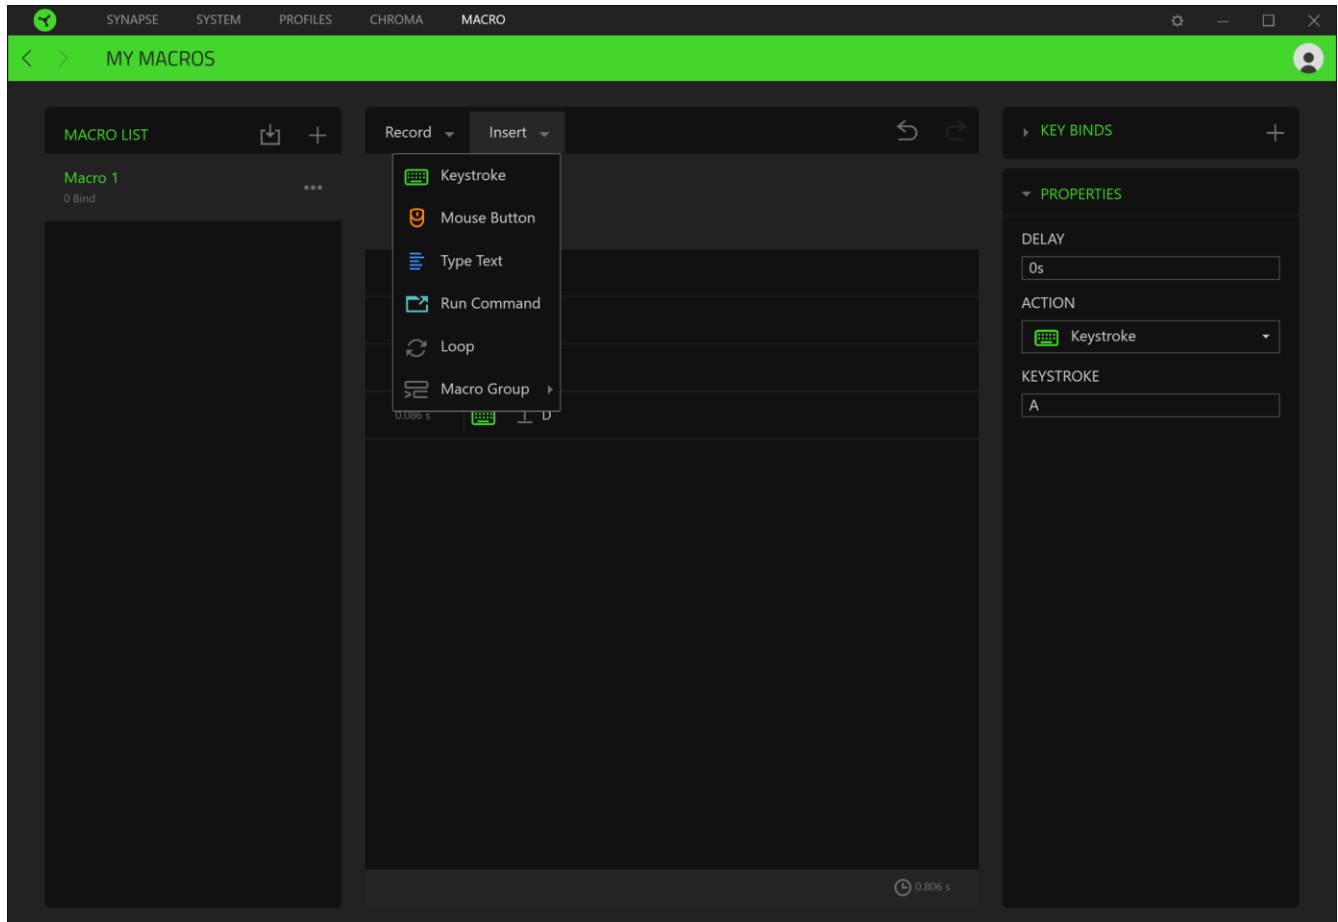 SYNAPSE SYSTEM PROFILES CHROMA MACRO
MY MACROS
MACRO LIST
Macro 1
0 Bind
Record Insert
Keystroke
Mouse Button
Type Text
Run Command
Loop
Macro Group
0.086 s D
0.806 s
KEY BINDS
PROPERTIES
DELAY
0s
ACTION
Keystroke
KEYSTROKE
A